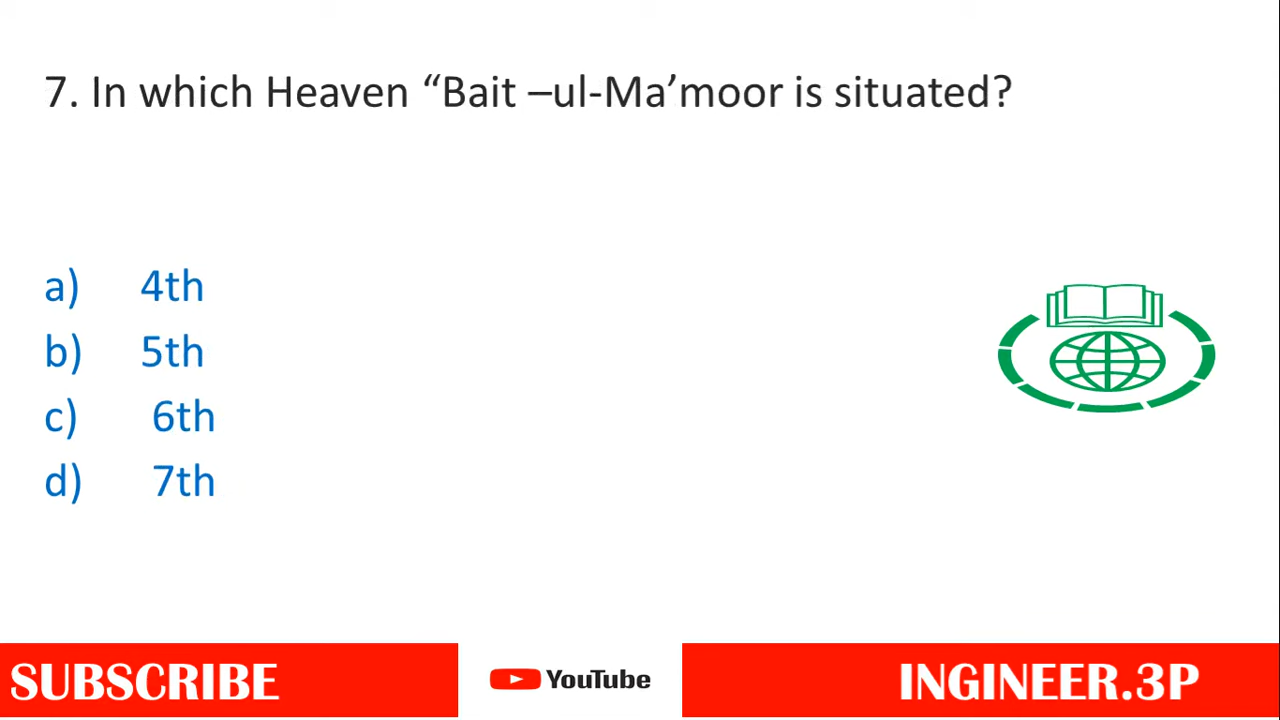 7. In which Heaven “Bait –ul-Ma’moor is situated?
a) 4th
b) 5th
c) 6th
d) 7th
SUBSCRIBE YouTube INGINEER.3P